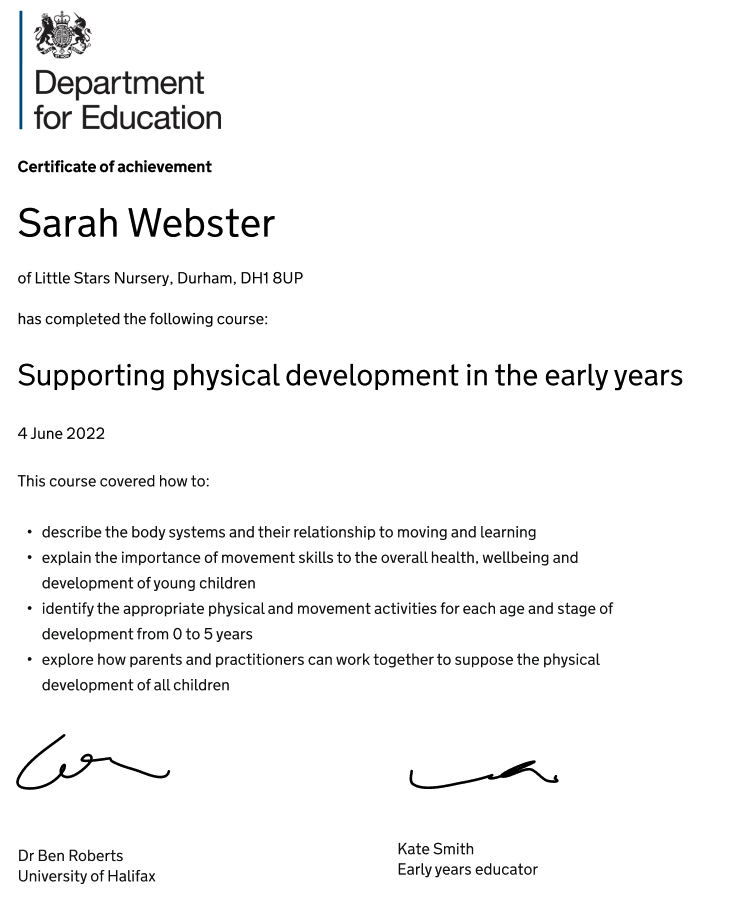 Department
for Education
Certificate of achievement
Sarah Webster
of Little Stars Nursery, Durham, DH1 8UP
has completed the following course:
Supporting physical development in the early years
4 June 2022
This course covered how to:
• describe the body systems and their relationship to moving and learning
• explain the importance of movement skills to the overall health, wellbeing and
development of young children
• identify the appropriate physical and movement activities for each age and stage of
development from 0 to 5 years
• explore how parents and practitioners can work together to suppose the physical
development of all children
Dr Ben Roberts
University of Halifax
Kate Smith
Early years educator